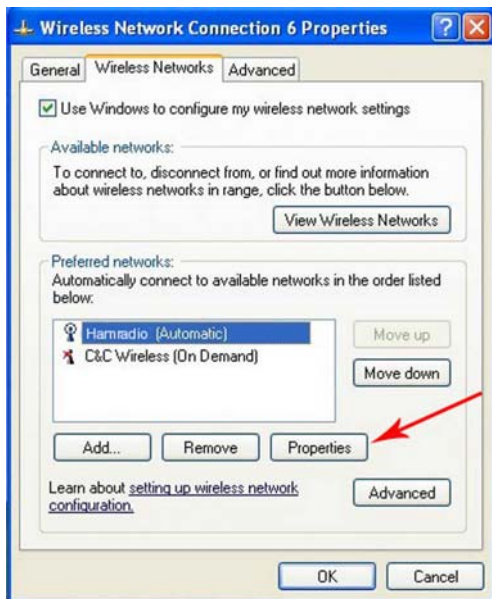 Wireless Network Connection 6 Properties
General Wireless Networks Advanced
Use Windows to configure my wireless network settings
Available networks:
To connect to, disconnect from, or find out more information
about wireless networks in range, click the button below.
View Wireless Networks
Preferred networks:
Automatically connect to available networks in the order listed
below:
Hamradio (Automatic)
C&C Wireless (On Demand)
Move up
Move down
Add... Remove Properties
Learn about setting up wireless network
configuration.
Advanced
OK Cancel